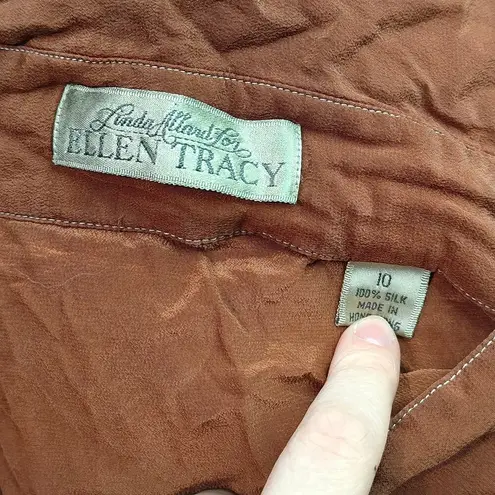 Linda Allard for
ELLEN TRACY
10
100% SILK
MADE IN